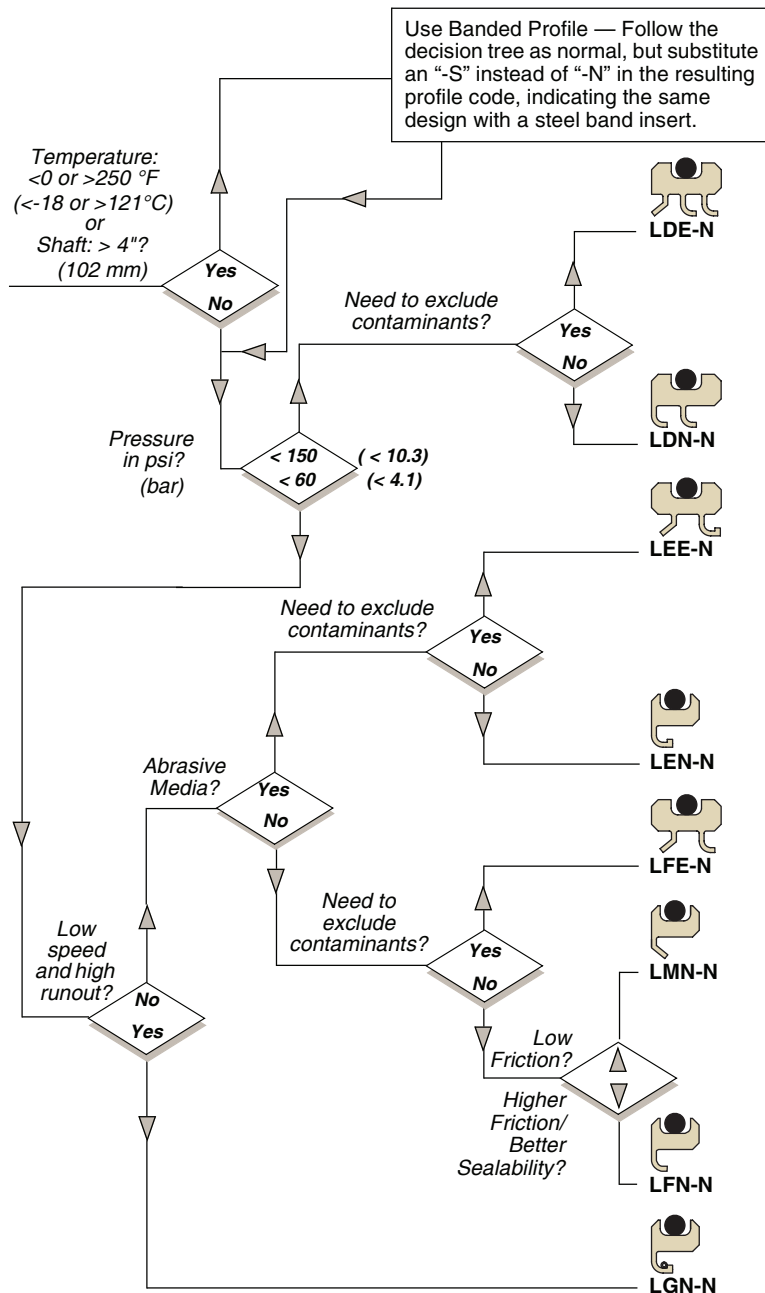 Use Banded Profile — Follow the
decision tree as normal, but substitute
an “-S” instead of “-N” in the resulting
profile code, indicating the same
design with a steel band insert.
Temperature:
<0 or >250 °F
(<-18 or >121°C)
or
Shaft: > 4"?
(102 mm)
Yes
No
LDE-N
Need to exclude
contaminants?
Yes
No
LDN-N
Pressure
in psi?
(bar)
< 150
< 60
( < 10.3)
(< 4.1)
LEE-N
Need to exclude
contaminants?
Yes
No
LEN-N
Abrasive
Media?
Yes
No
LFE-N
Need to
exclude
contaminants?
Yes
No
LMN-N
Low
speed
and high
runout?
No
Yes
Low
Friction?
Higher
Friction/
Better
Sealability?
LFN-N
LGN-N